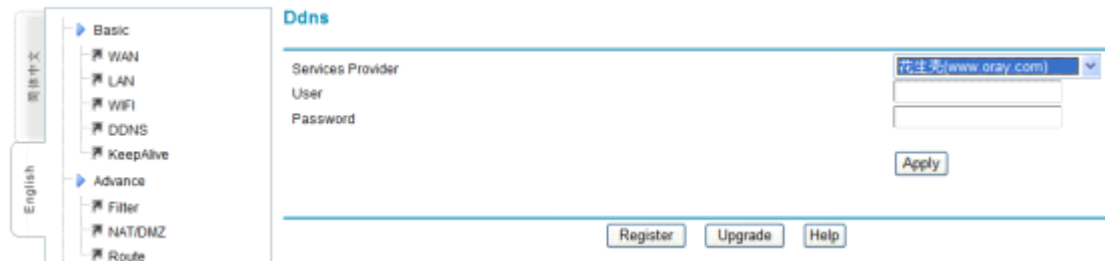 简体中文
English
Basic
WAN
LAN
WIFI
DDNS
KeepAlive
Advance
Filter
NAT/DMZ
Route
Ddns
Services Provider
花生壳(www.oray.com)
User
Password
Apply
Register Upgrade Help